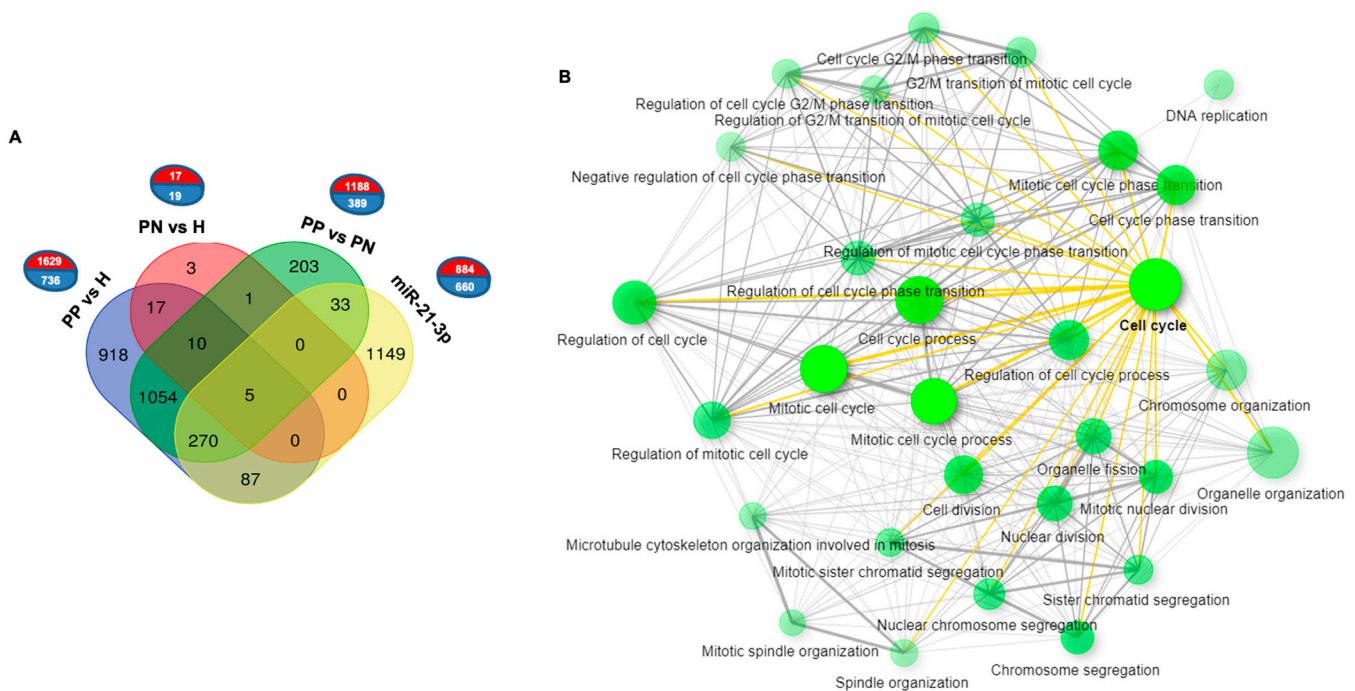 A
17
19
PN vs H
1188
389
PP vs PN
1629
736
PP vs H
884
660
miR-21-3p
3
203
17
1
33
918
10
0
1149
1054
5
0
270
0
87
B
Cell cycle G2/M phase transition
G2/M transition of mitotic cell cycle
Regulation of cell cycle G2/M phase transition
Regulation of G2/M transition of mitotic cell cycle
DNA replication
Negative regulation of cell cycle phase transition
Mitotic cell cycle phase transition
Cell cycle phase transition
Regulation of mitotic cell cycle phase transition
Regulation of cell cycle phase transition
Cell cycle
Regulation of cell cycle
Cell cycle process
Regulation of cell cycle process
Mitotic cell cycle
Chromosome organization
Mitotic cell cycle process
Regulation of mitotic cell cycle
Organelle fission
Organelle organization
Cell division
Mitotic nuclear division
Nuclear division
Microtubule cytoskeleton organization involved in mitosis
Mitotic sister chromatid segregation
Sister chromatid segregation
Nuclear chromosome segregation
Mitotic spindle organization
Chromosome segregation
Spindle organization